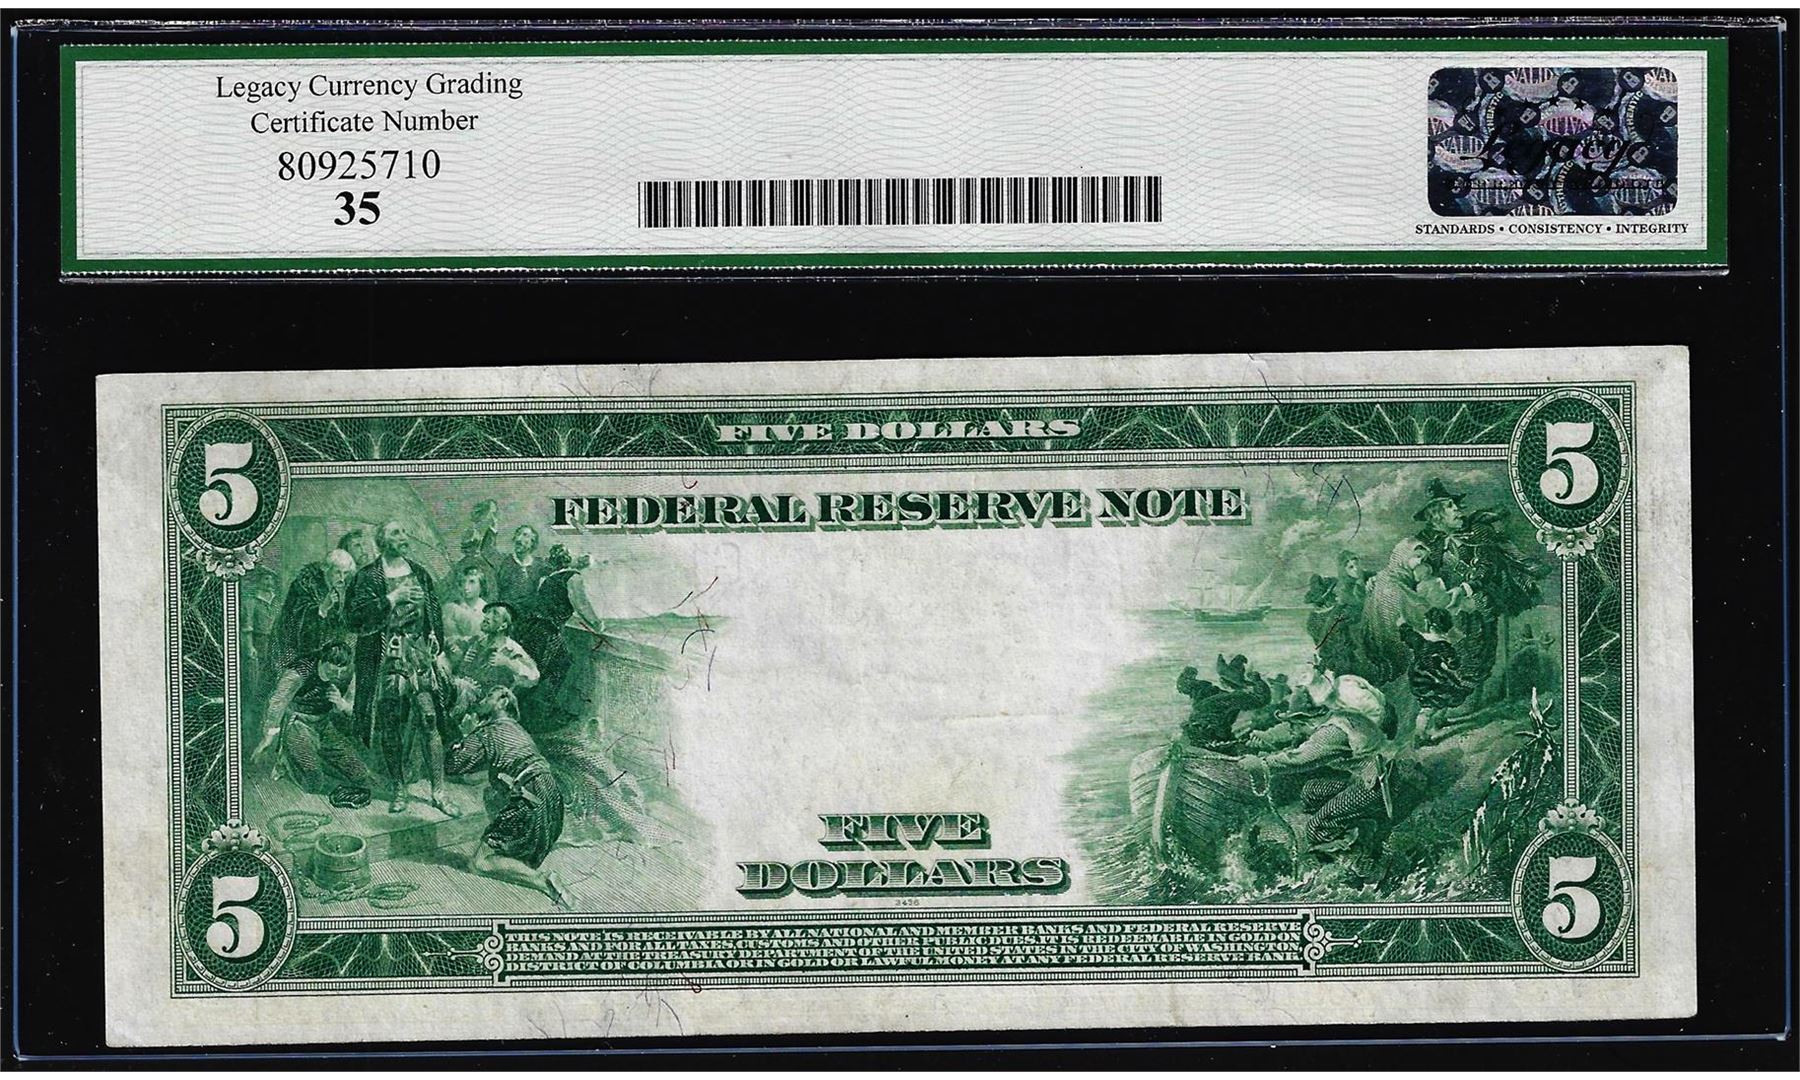 Legacy Currency Grading
Certificate Number
80925710
35
STANDARDS • CONSISTENCY • INTEGRITY
FIVE DOLLARS
5
5
FEDERAL RESERVE NOTE
FIVE
DOLLARS
3426
5
5
THIS NOTE IS RECEIVABLE BY ALL NATIONAL AND MEMBER BANKS AND FEDERAL RESERVE
BANKS AND FOR ALL TAXES, CUSTOMS AND OTHER PUBLIC DUES. IT IS REDEEMABLE IN GOLD ON
DEMAND AT THE TREASURY DEPARTMENT OF THE UNITED STATES IN THE CITY OF WASHINGTON,
DISTRICT OF COLUMBIA OR IN GOLD OR LAWFUL MONEY AT ANY FEDERAL RESERVE BANK.